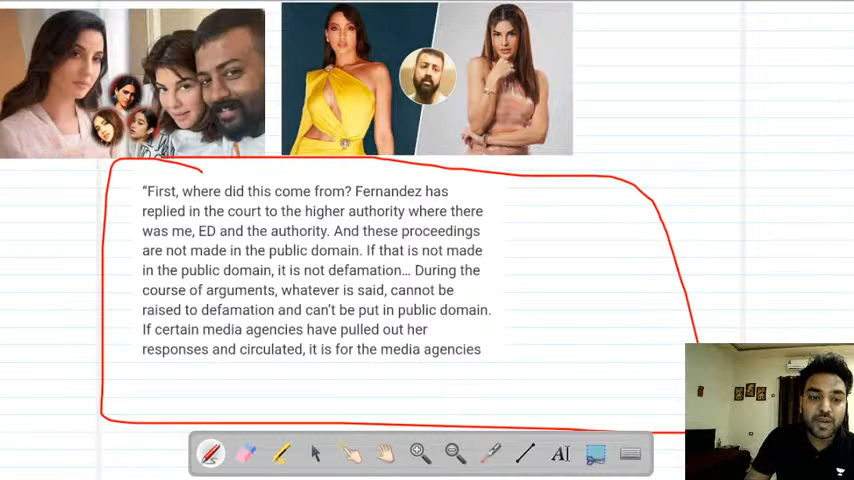 “First, where did this come from? Fernandez has
replied in the court to the higher authority where there
was me, ED and the authority. And these proceedings
are not made in the public domain. If that is not made
in the public domain, it is not defamation... During the
course of arguments, whatever is said, cannot be
raised to defamation and can’t be put in public domain.
If certain media agencies have pulled out her
responses and circulated, it is for the media agencies
AI